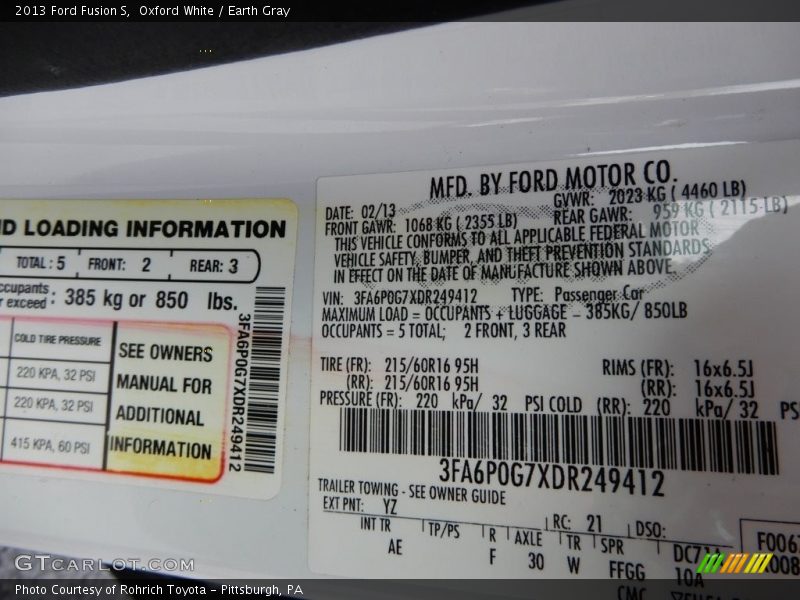 2013 Ford Fusion S, Oxford White / Earth Gray
ND LOADING INFORMATION
TOTAL : 5 FRONT: 2 REAR: 3
385 kg or 850 lbs.
exceed :
COLD TIRE PRESSURE
220 KPA, 32 PSI
220 KPA, 32 PSI
415 KPA, 60 PSI
SEE OWNERS
MANUAL FOR
ADDITIONAL
INFORMATION
3FA6P0G7XDR249412
MFD. BY FORD MOTOR CO.
DATE: 02/13 GVWR: 2023 KG ( 4460 LB)
FRONT GAWR: 1068 KG ( 2355 LB) REAR GAWR: 959 KG ( 2115 LB)
THIS VEHICLE CONFORMS TO ALL APPLICABLE FEDERAL MOTOR
VEHICLE SAFETY, BUMPER, AND THEFT PREVENTION STANDARDS
IN EFFECT ON THE DATE OF MANUFACTURE SHOWN ABOVE.
VIN: 3FA6P0G7XDR249412 TYPE: Passenger Car
MAXIMUM LOAD = OCCUPANTS + LUGGAGE = 385KG/ 850LB
OCCUPANTS = 5 TOTAL; 2 FRONT, 3 REAR
TIRE (FR): 215/60R16 95H RIMS (FR): 16x6.5J
(RR): 215/60R16 95H (RR): 16x6.5J
PRESSURE (FR): 220 kPa/ 32 PSI COLD (RR): 220 kPa/ 32 PS
3FA6P0G7XDR249412
TRAILER TOWING - SEE OWNER GUIDE
EXT PNT: YZ RC: 21 DSO:
INT TR TP/PS R AXLE TR SPR
AE F 30 W FFGG
10A
GTCarLot.com
Photo Courtesy of Rohrich Toyota - Pittsburgh, PA